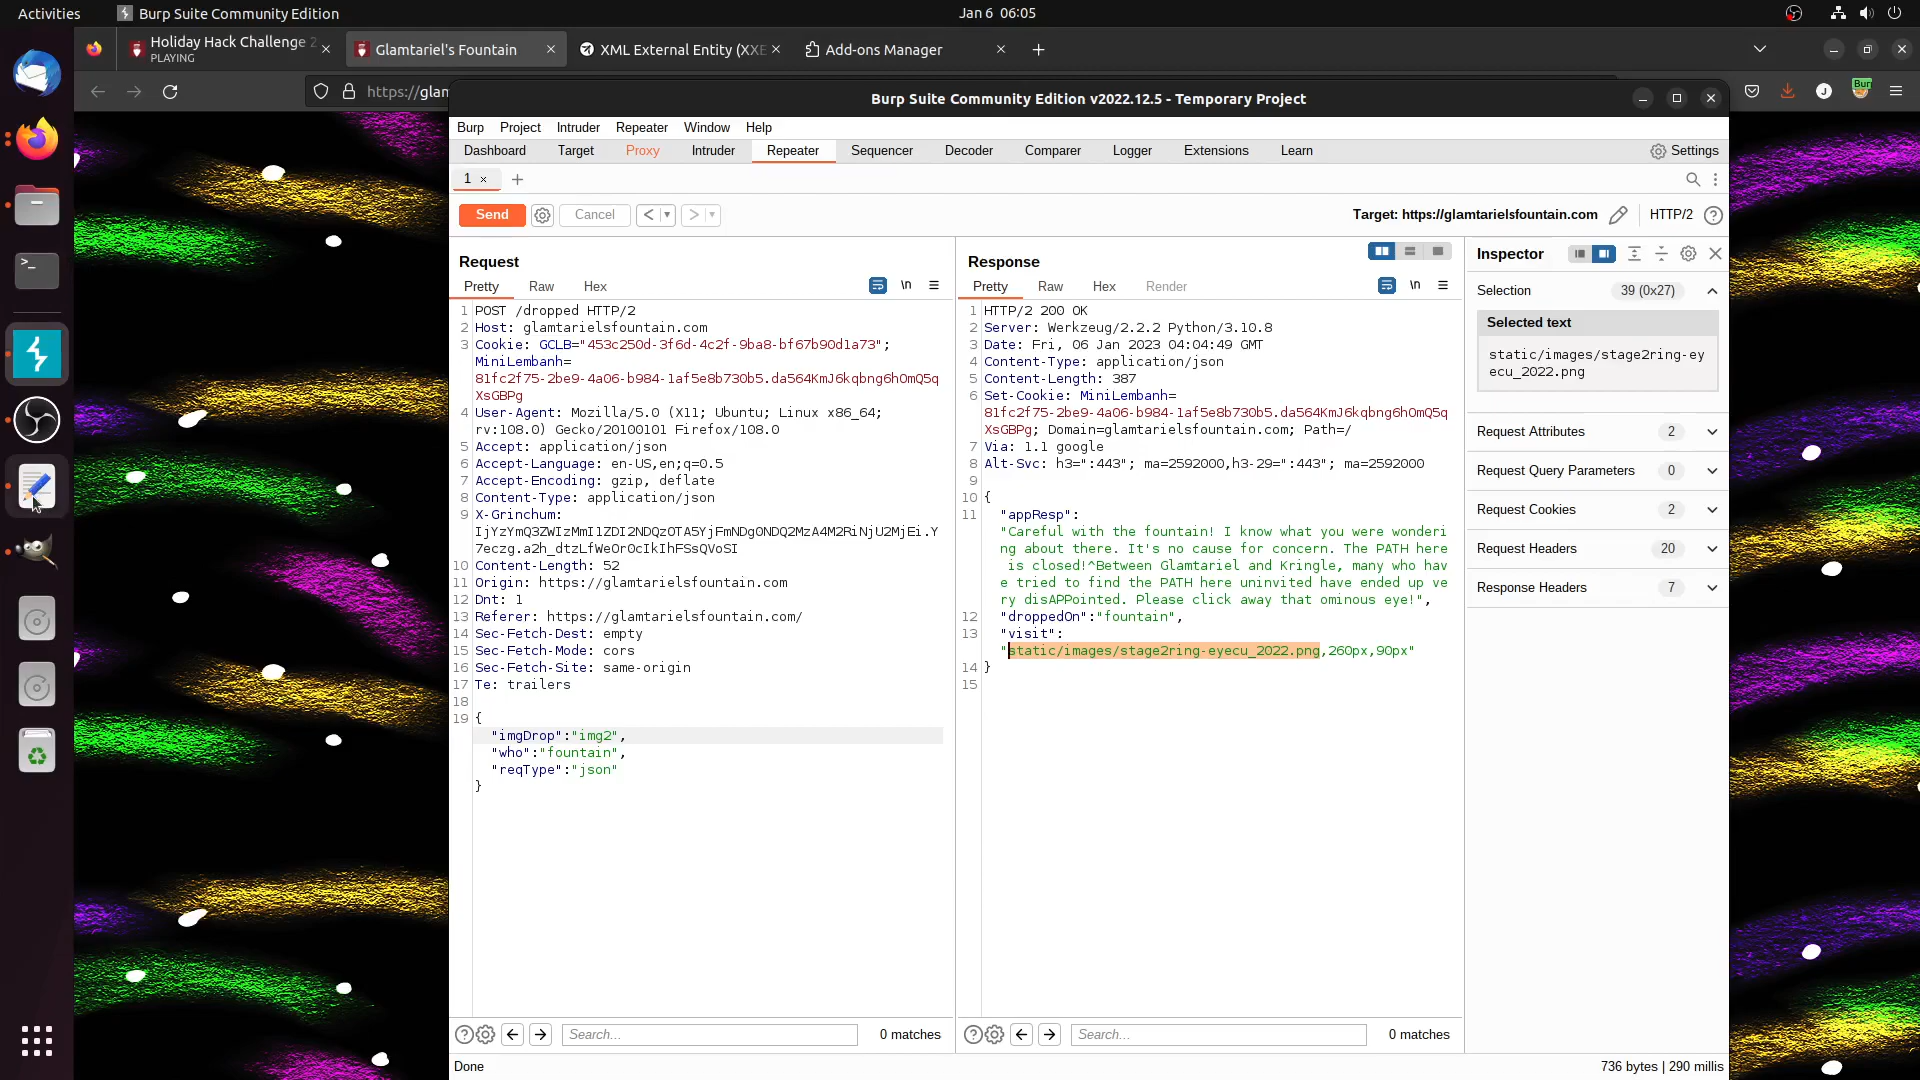 Activities
Burp Suite Community Edition
Jan 6 06:05
Holiday Hack Challenge 2
PLAYING
Glamtariel's Fountain
XML External Entity (XXE
Add-ons Manager
https://glam
Burp Suite Community Edition v2022.12.5 - Temporary Project
Burp Project Intruder Repeater Window Help
Dashboard Target Proxy Intruder Repeater Sequencer Decoder Comparer Logger Extensions Learn Settings
1 ×
Send Cancel
Target: https://glamtarielsfountain.com HTTP/2
Request
Pretty Raw Hex \n
1 POST /dropped HTTP/2
2 Host: glamtarielsfountain.com
3 Cookie: GCLB="453c250d-3f6d-4c2f-9ba8-bf67b90d1a73";
MiniLembanh=
81fc2f75-2be9-4a06-b984-1af5e8b730b5.da564KmJ6kqbng6hOmQ5q
XsGBPg
4 User-Agent: Mozilla/5.0 (X11; Ubuntu; Linux x86_64;
rv:108.0) Gecko/20100101 Firefox/108.0
5 Accept: application/json
6 Accept-Language: en-US,en;q=0.5
7 Accept-Encoding: gzip, deflate
8 Content-Type: application/json
9 X-Grinchum:
10 Content-Length: 52
11 Origin: https://glamtarielsfountain.com
12 Dnt: 1
13 Referer: https://glamtarielsfountain.com/
14 Sec-Fetch-Dest: empty
15 Sec-Fetch-Mode: cors
16 Sec-Fetch-Site: same-origin
17 Te: trailers
18
19 {
"imgDrop":"img2",
"who":"fountain",
"reqType":"json"
}
Search... 0 matches
Response
Pretty Raw Hex Render \n
1 HTTP/2 200 OK
2 Server: Werkzeug/2.2.2 Python/3.10.8
3 Date: Fri, 06 Jan 2023 04:04:49 GMT
4 Content-Type: application/json
5 Content-Length: 387
6 Set-Cookie: MiniLembanh=
81fc2f75-2be9-4a06-b984-1af5e8b730b5.da564KmJ6kqbng6hOmQ5q
XsGBPg; Domain=glamtarielsfountain.com; Path=/
7 Via: 1.1 google
8 Alt-Svc: h3=":443"; ma=2592000,h3-29=":443"; ma=2592000
9
10 {
11 "appResp":
"Careful with the fountain! I know what you were wonderi
ng about there. It's no cause for concern. The PATH here
is closed!^Between Glamtariel and Kringle, many who hav
e tried to find the PATH here uninvited have ended up ve
ry disAPPointed. Please click away that ominous eye!",
12 "droppedOn":"fountain",
13 "visit":
"static/images/stage2ring-eyecu_2022.png,260px,90px"
14 }
15
Search... 0 matches
Inspector
Selection 39 (0x27)
Selected text
static/images/stage2ring-ey
ecu_2022.png
Request Attributes 2
Request Query Parameters 0
Request Cookies 2
Request Headers 20
Response Headers 7
Done
736 bytes | 290 millis